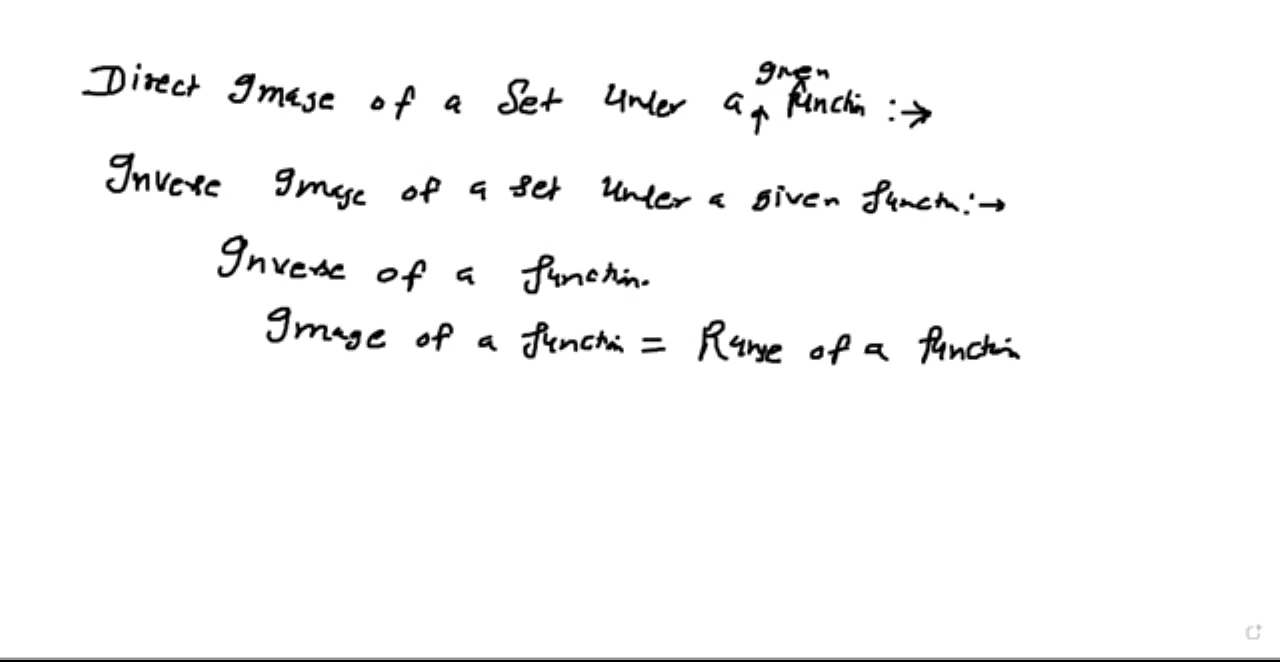 Direct Image of a Set under a given function :→
Inverse Image of a set under a given functn:→
Inverse of a function.
Image of a function = Range of a function